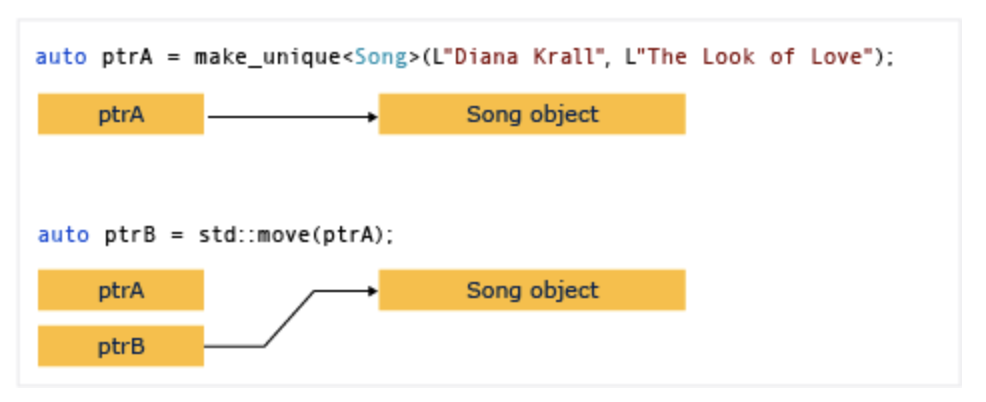 auto ptrA = make_unique<Song>(L"Diana Krall", L"The Look of Love");
ptrA
Song object
auto ptrB = std::move(ptrA);
ptrA
Song object
ptrB